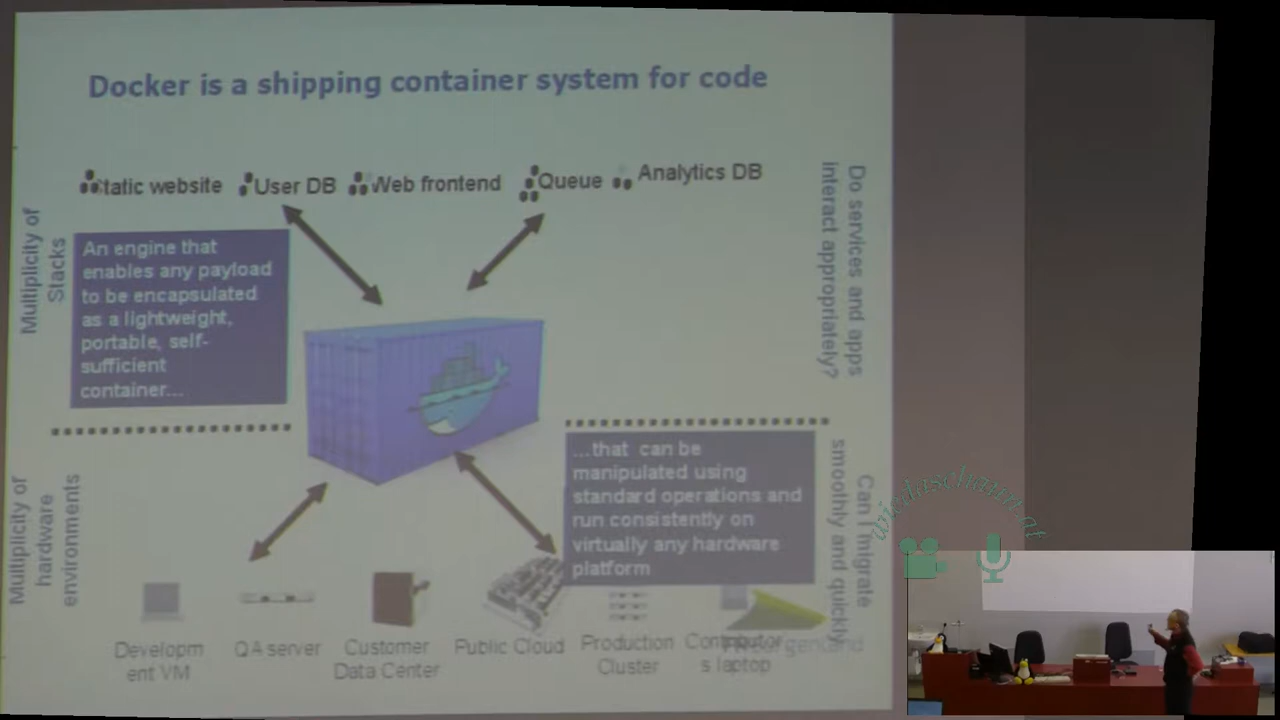 Docker is a shipping container system for code
Static website
User DB
Web frontend
Queue
Analytics DB
Multiplicity of
Stacks
Do services and apps
interact appropriately?
An engine that
enables any payload
to be encapsulated
as a lightweight,
portable, self-
sufficient
container...
...that can be
manipulated using
standard operations and
run consistently on
virtually any hardware
platform
Multiplicity of
hardware
environments
Can I migrate
smoothly and quickly
Developm
ent VM
QA server
Customer
Data Center
Public Cloud
Production
Cluster
Contributor
s laptop